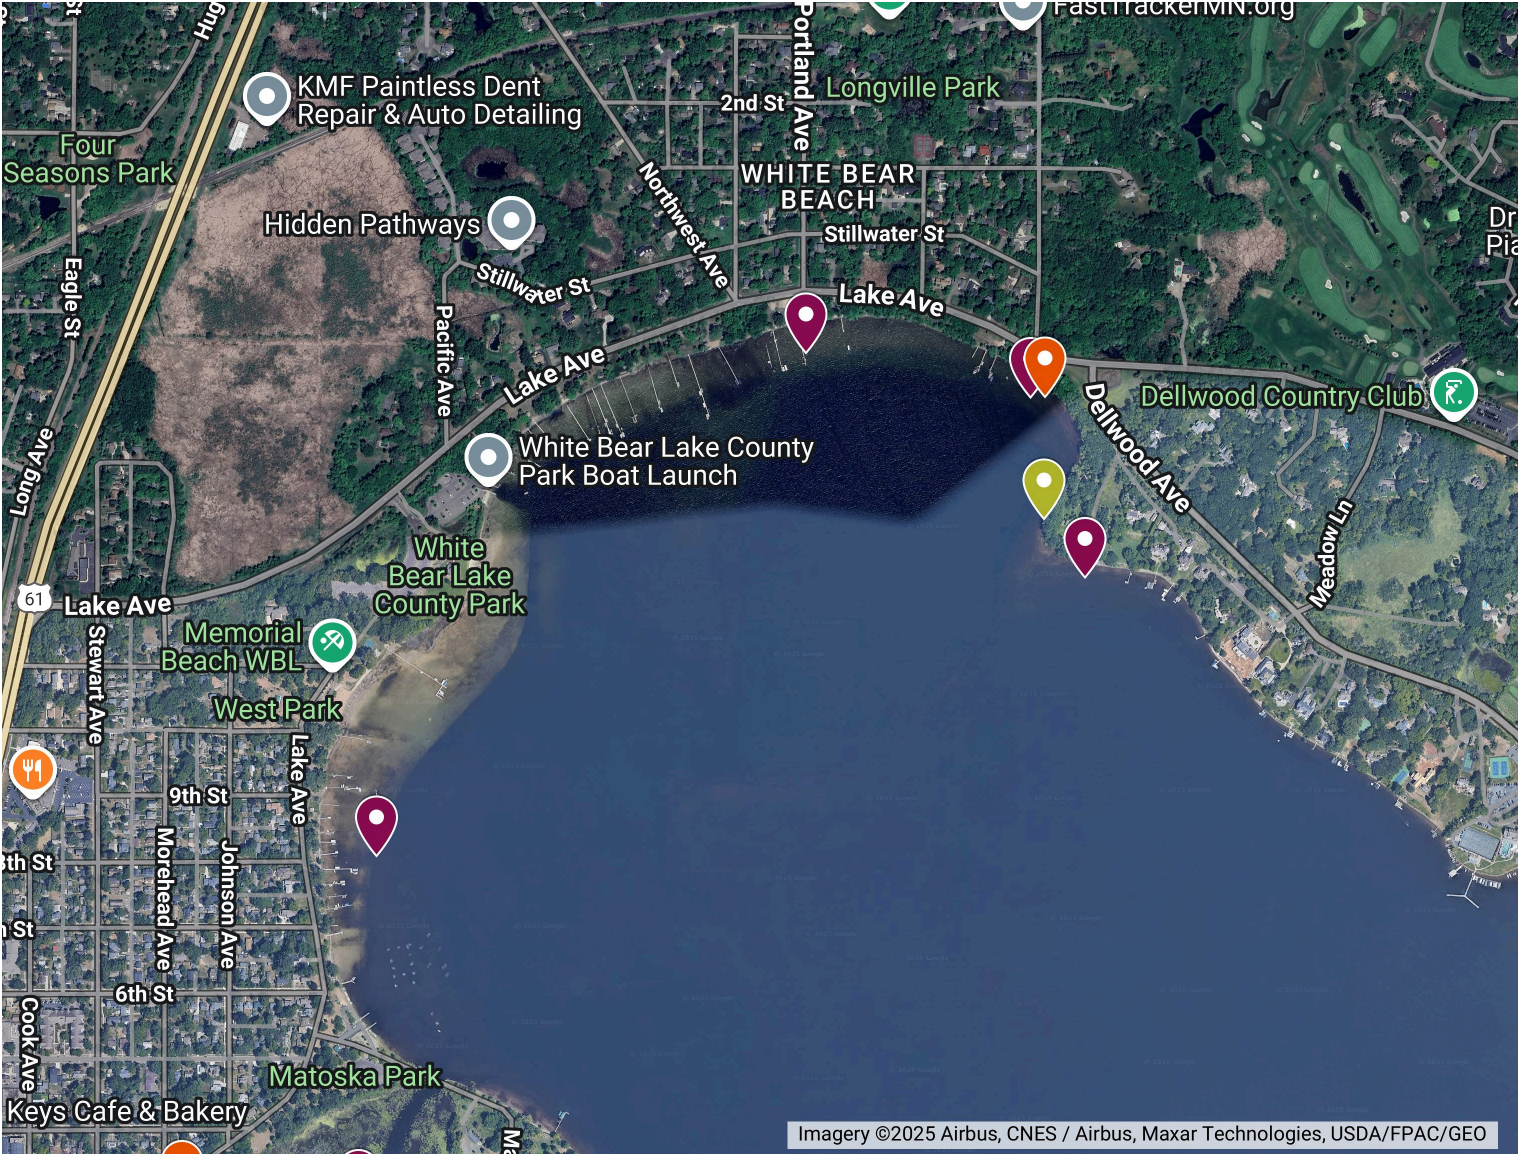 FastTrackerMN.org
Portland Ave
KMF Paintless Dent
Repair & Auto Detailing
Longville Park
2nd St
Four
Seasons Park
WHITE BEAR
BEACH
Northwest Ave
Hidden Pathways
Stillwater St
Stillwater St
Eagle St
Pacific Ave
Lake Ave
Lake Ave
Dellwood Country Club
Dellwood Ave
Long Ave
White Bear Lake County
Park Boat Launch
Meadow Ln
White
Bear Lake
County Park
61
Lake Ave
Memorial
Beach WBL
Stewart Ave
West Park
Lake Ave
9th St
Morehead Ave
Johnson Ave
8th St
6th St
Cook Ave
Matoska Park
Keys Cafe & Bakery
Imagery ©2025 Airbus, CNES / Airbus, Maxar Technologies, USDA/FPAC/GEO